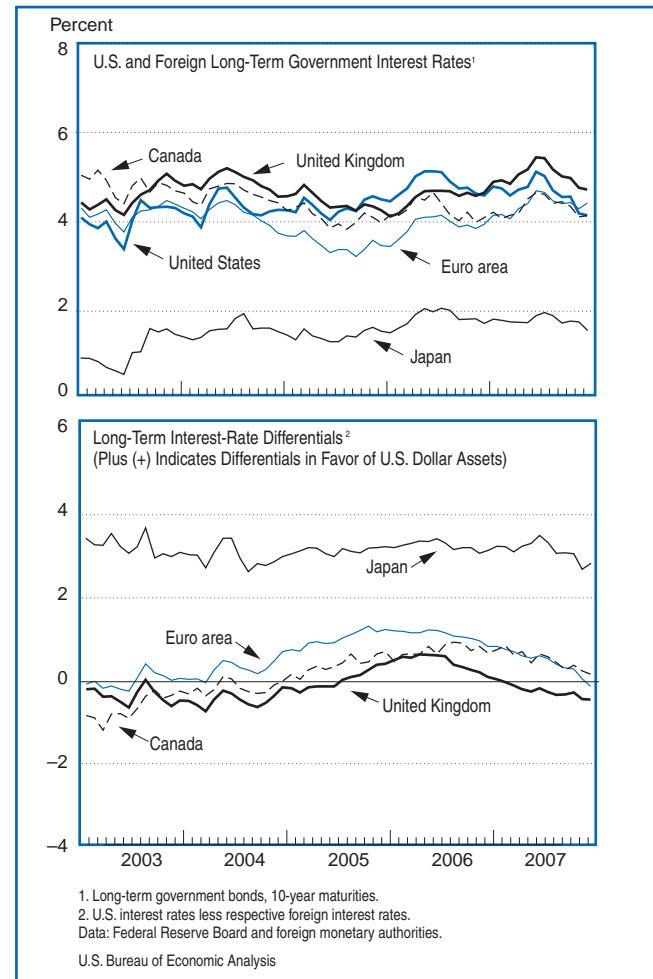 Percent
8
U.S. and Foreign Long-Term Government Interest Rates¹
6
Canada
United Kingdom
4
United States
Euro area
2
Japan
0
6
Long-Term Interest-Rate Differentials ²
(Plus (+) Indicates Differentials in Favor of U.S. Dollar Assets)
4
Japan
2
Euro area
0
United Kingdom
Canada
–2
–4
2003 2004 2005 2006 2007
1. Long-term government bonds, 10-year maturities.
2. U.S. interest rates less respective foreign interest rates.
Data: Federal Reserve Board and foreign monetary authorities.
U.S. Bureau of Economic Analysis